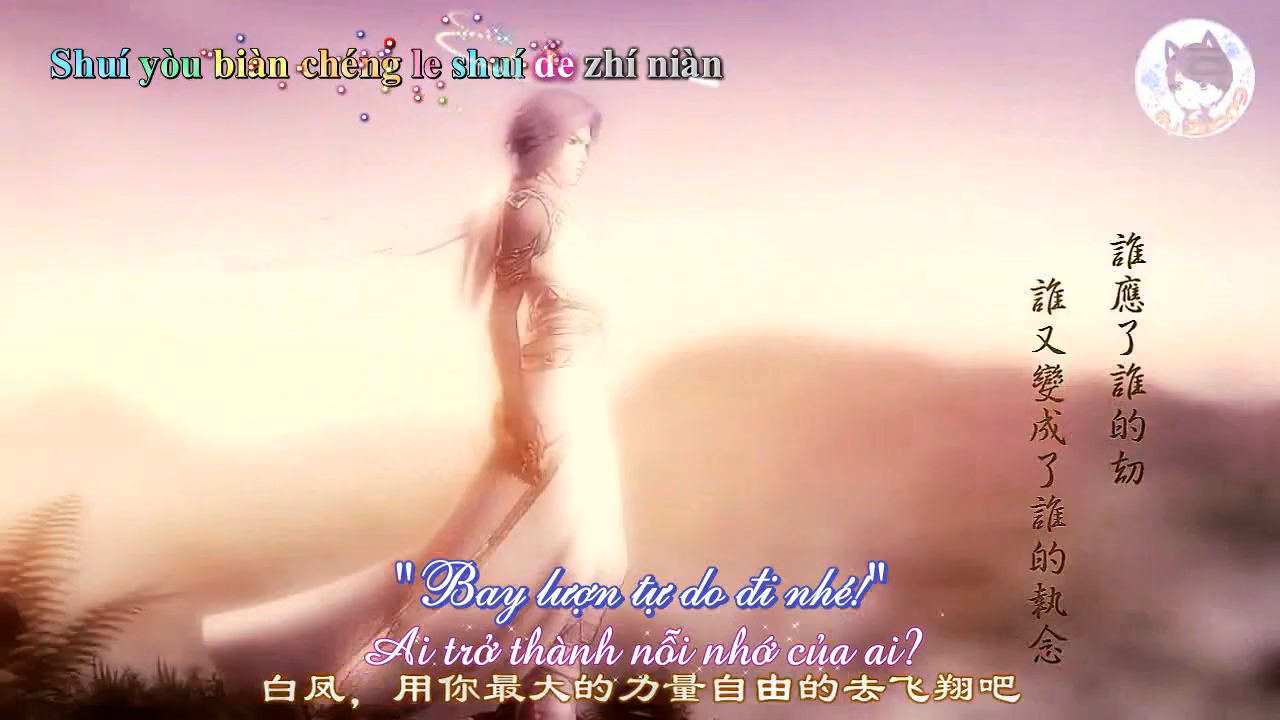 Shuí yòu biàn chéng le shuí de zhí niàn
誰應了誰的劫
誰又變成了誰的執念
"Bay lượn tự do đi nhé!"
Ai trở thành nỗi nhớ của ai?
白凤，用你最大的力量自由的去飞翔吧